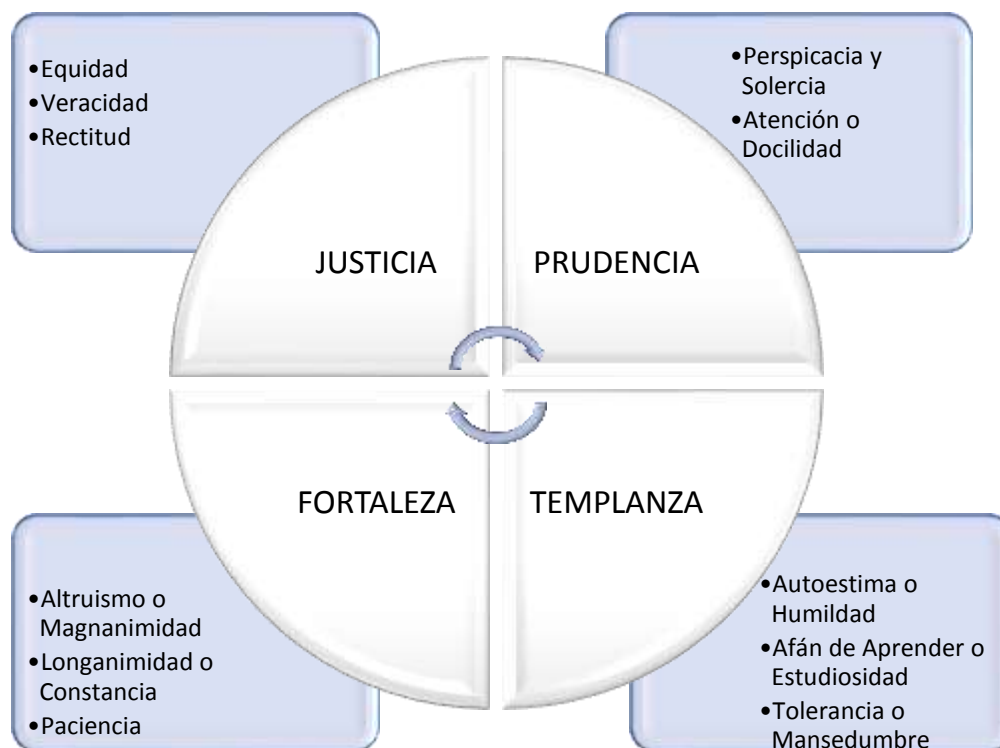 •Equidad
•Veracidad
•Rectitud
•Perspicacia y
Solercia
•Atención o
Docilidad
JUSTICIA
PRUDENCIA
FORTALEZA
TEMPLANZA
•Altruismo o
Magnanimidad
•Longanimidad o
Constancia
•Paciencia
•Autoestima o
Humildad
•Afán de Aprender o
Estudiosidad
•Tolerancia o
Mansedumbre